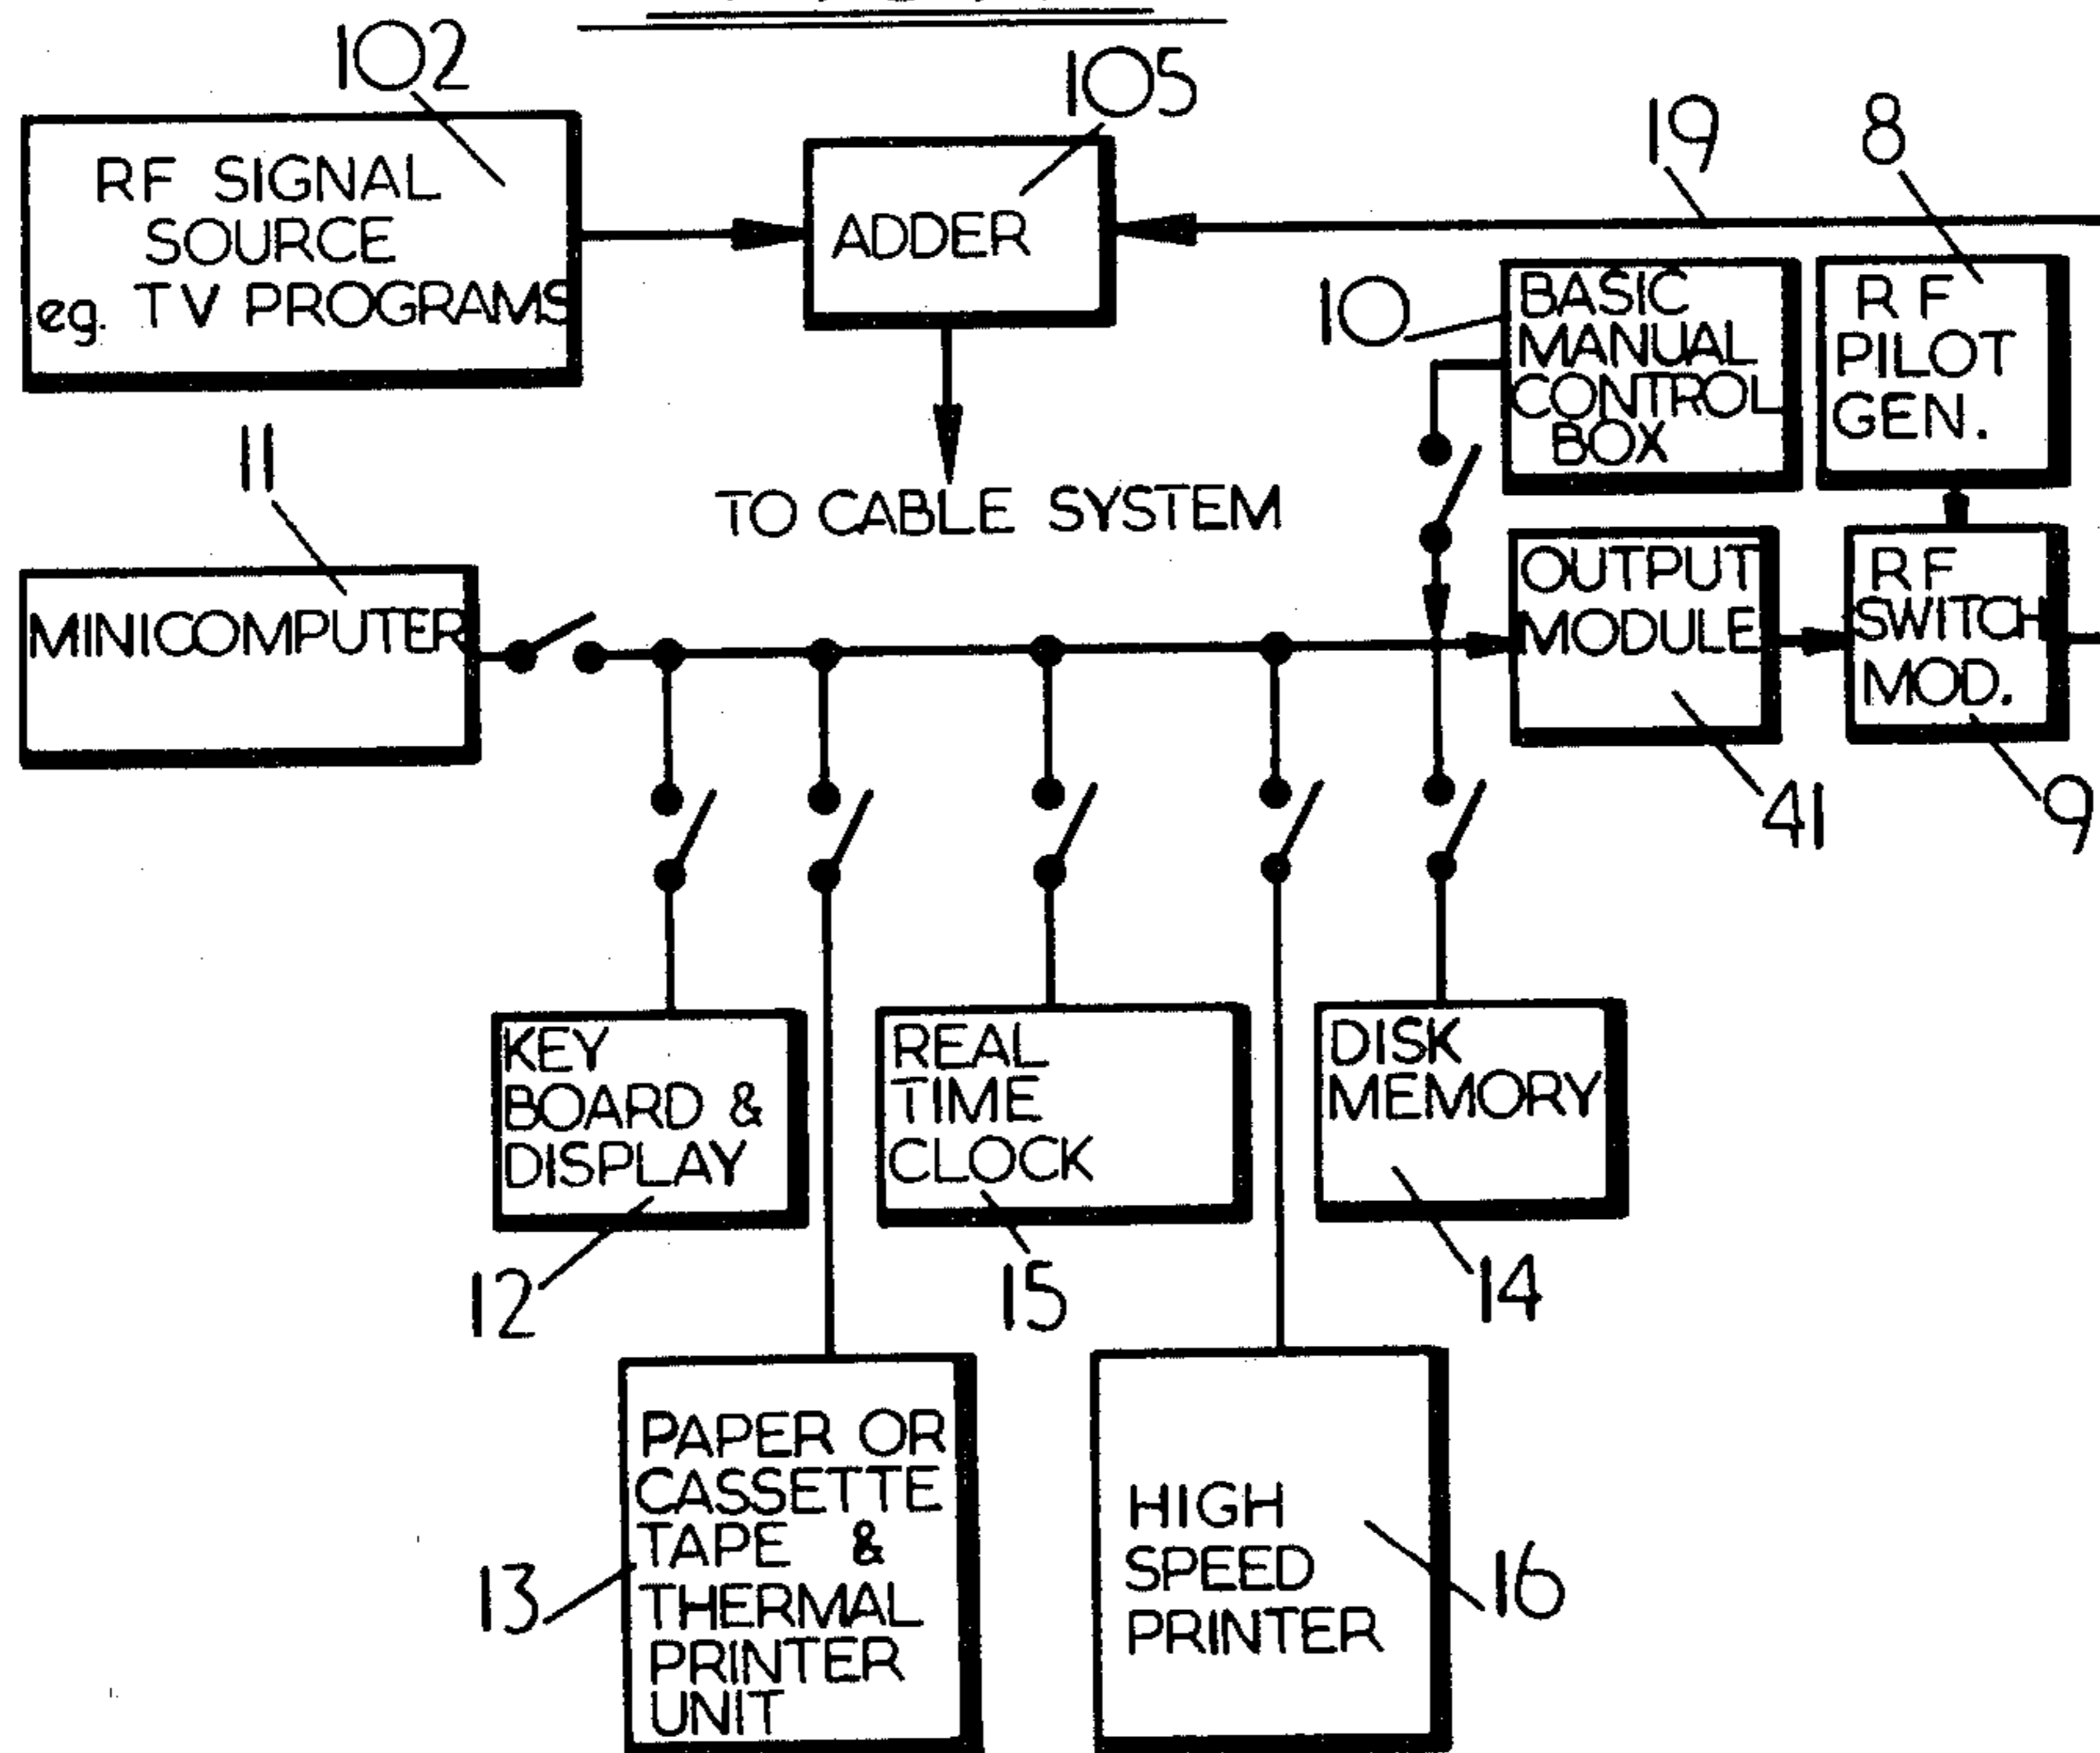 102
105
19
8
RF SIGNAL
SOURCE
eg. TV PROGRAMS
ADDER
10
BASIC
MANUAL
CONTROL
BOX
RF
PILOT
GEN.
TO CABLE SYSTEM
11
MINICOMPUTER
OUTPUT
MODULE
RF
SWITCH
MOD.
41
9
KEY
BOARD &
DISPLAY
REAL
TIME
CLOCK
DISK
MEMORY
12
15
14
PAPER OR
CASSETTE
TAPE &
THERMAL
PRINTER
UNIT
13
HIGH
SPEED
PRINTER
16